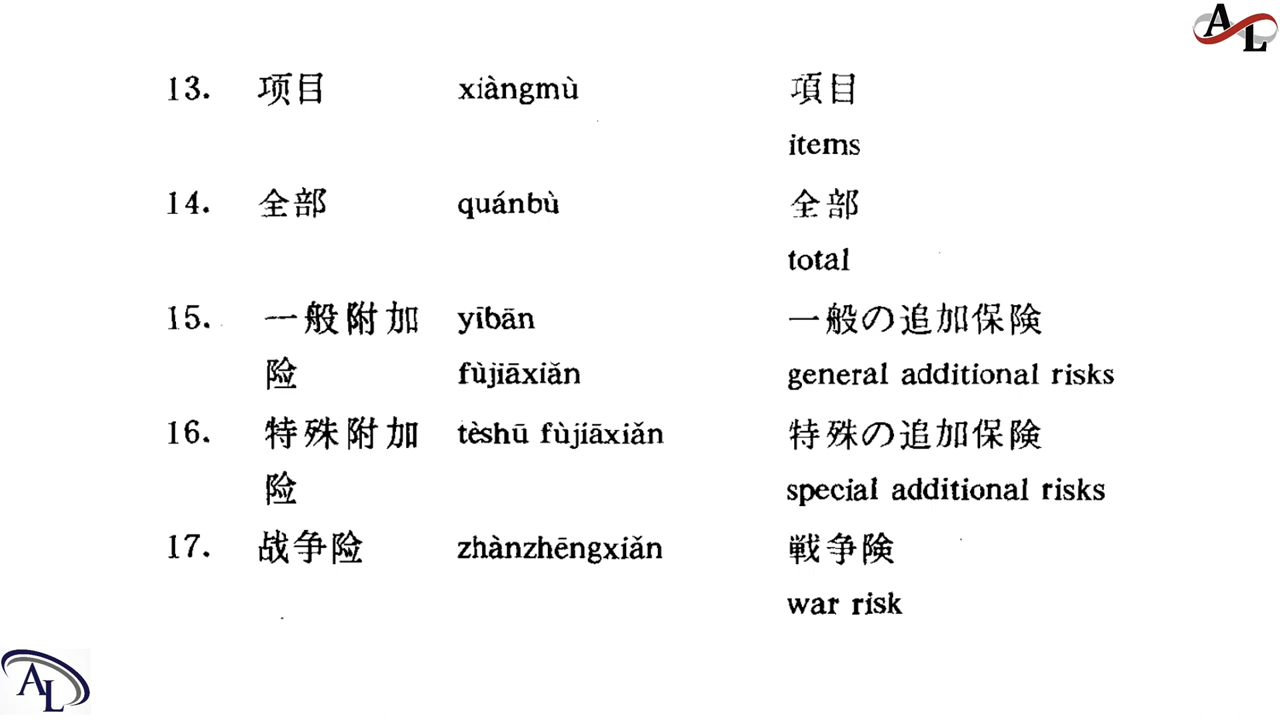 A L
13. 项目 xiàngmù 項目
items
14. 全部 quánbù 全部
total
15. 一般附加 yībān 一般の追加保険
险 fùjiāxiǎn general additional risks
16. 特殊附加 tèshū fùjiāxiǎn 特殊の追加保険
险 special additional risks
17. 战争险 zhànzhēngxiǎn 戦争険
war risk
AL